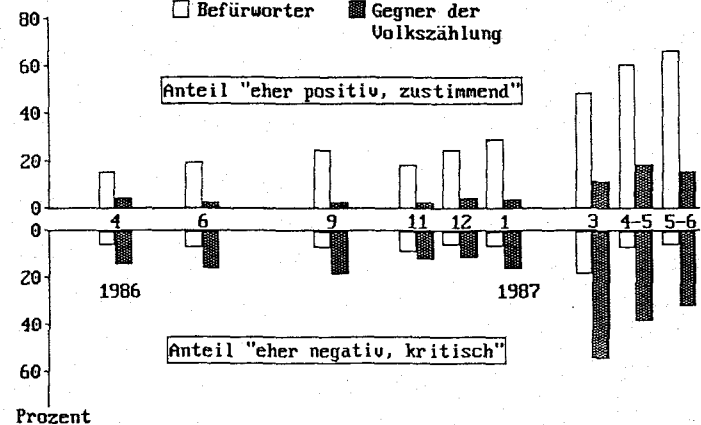 Befürworter Gegner der
Volkszählung
80
60
Anteil "eher positiv, zustimmend"
40
20
0
4 6 9 11 12 1 3 4-5 5-6
0
20
1986 1987
40
Anteil "eher negativ, kritisch"
60
Prozent